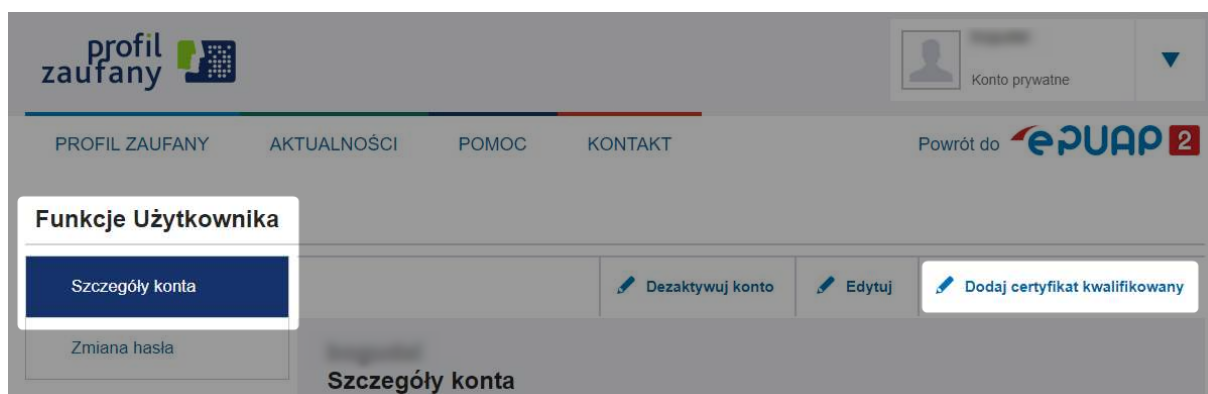 profil
zaufany
Konto prywatne
PROFIL ZAUFANY AKTUALNOŚCI POMOC KONTAKT Powrót do ePUAP 2
Funkcje Użytkownika
Szczegóły konta Dezaktywuj konto Edytuj Dodaj certyfikat kwalifikowany
Zmiana hasła
Szczegóły konta